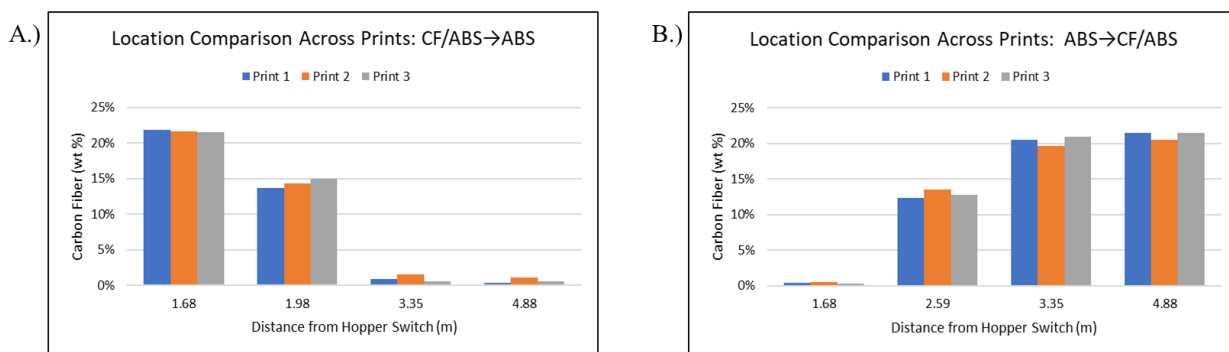 A.)
Location Comparison Across Prints: CF/ABS→ABS
Print 1 Print 2 Print 3
25%
20%
15%
10%
5%
0%
Carbon Fiber (wt %)
1.68 1.98 3.35 4.88
Distance from Hopper Switch (m)
B.)
Location Comparison Across Prints: ABS→CF/ABS
Print 1 Print 2 Print 3
25%
20%
15%
10%
5%
0%
Carbon Fiber (wt %)
1.68 2.59 3.35 4.88
Distance from Hopper Switch (m)